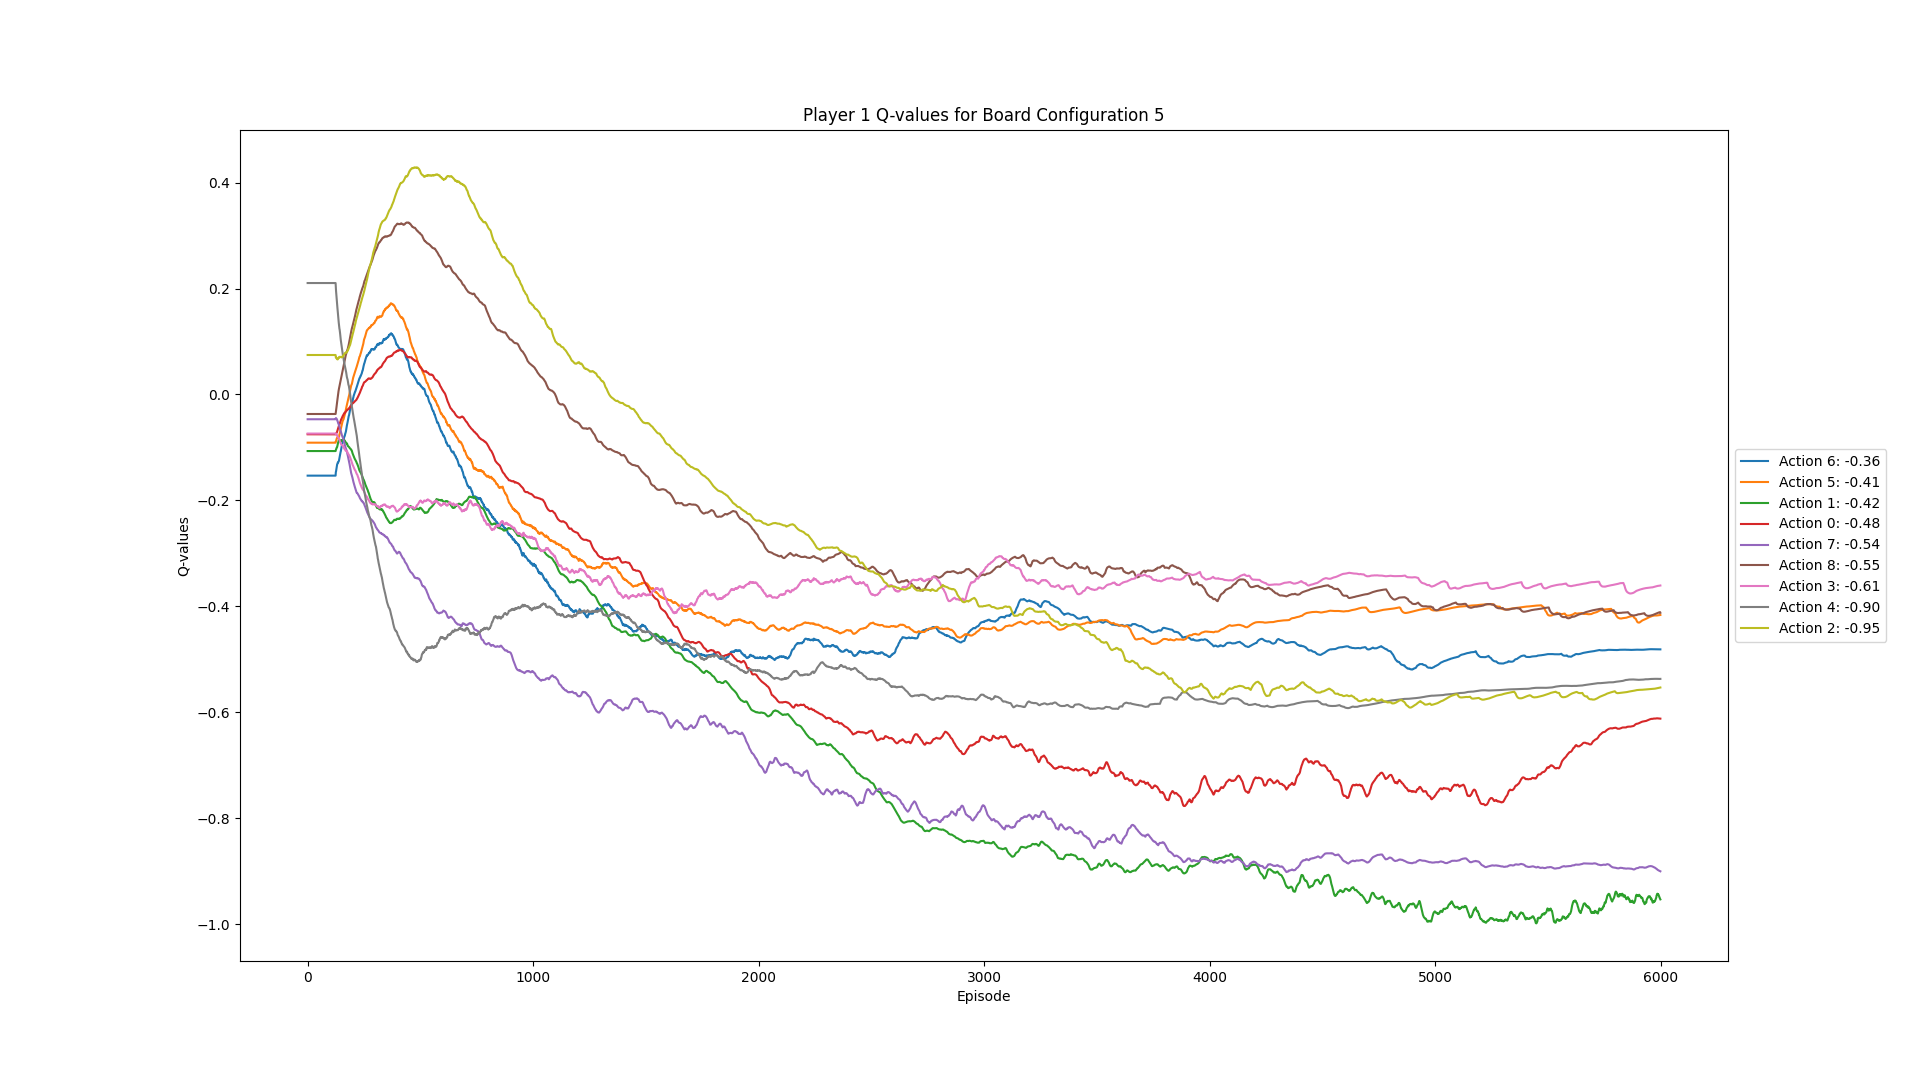 Player 1 Q-values for Board Configuration 5
Q-values
0.4
0.2
0.0
−0.2
−0.4
−0.6
−0.8
−1.0
0 1000 2000 3000 4000 5000 6000
Episode
Action 6: -0.36
Action 5: -0.41
Action 1: -0.42
Action 0: -0.48
Action 7: -0.54
Action 8: -0.55
Action 3: -0.61
Action 4: -0.90
Action 2: -0.95